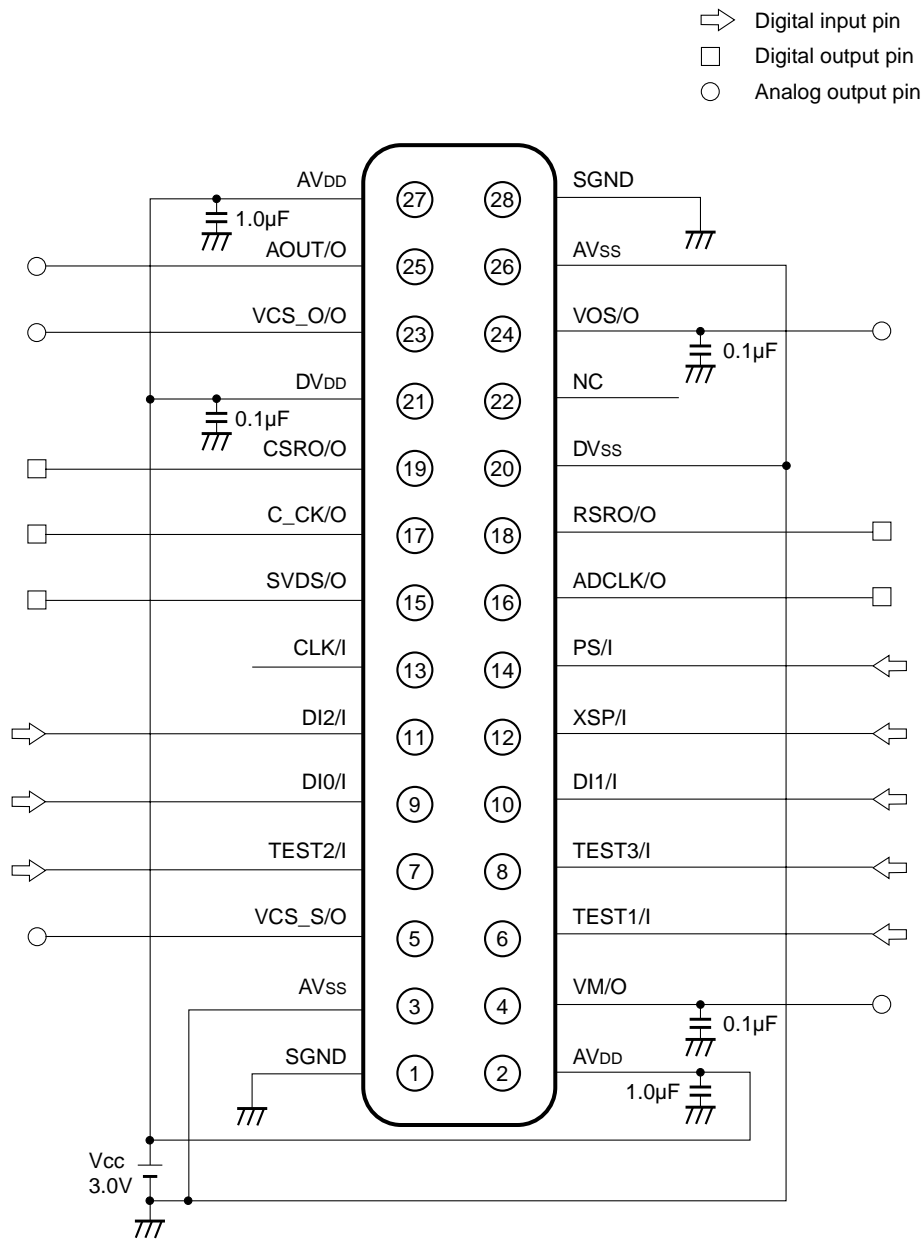 Digital input pin
Digital output pin
Analog output pin
AVDD 27 28 SGND
1.0µF
AOUT/O 25 26 AVss
VCS_O/O 23 24 VOS/O
0.1µF
DVDD 21 22 NC
0.1µF
CSRO/O 19 20 DVss
C_CK/O 17 18 RSRO/O
SVDS/O 15 16 ADCLK/O
CLK/I 13 14 PS/I
DI2/I 11 12 XSP/I
DI0/I 9 10 DI1/I
TEST2/I 7 8 TEST3/I
VCS_S/O 5 6 TEST1/I
AVss 3 4 VM/O
0.1µF
SGND 1 2 AVDD
1.0µF
Vcc
3.0V